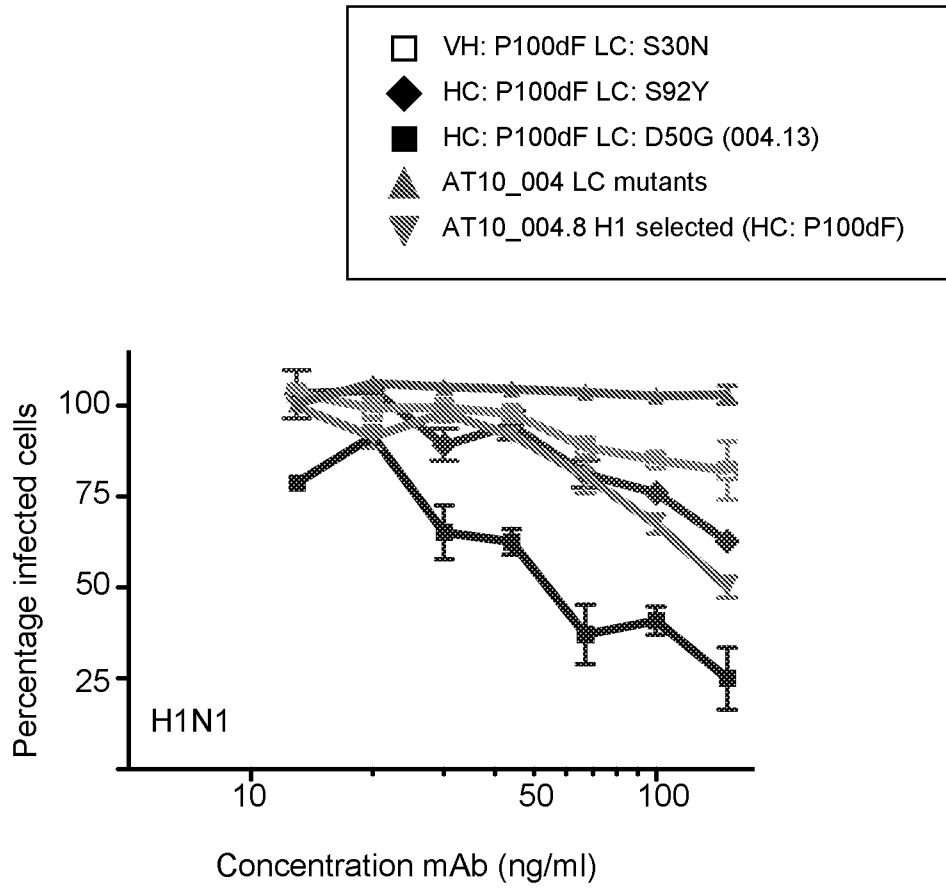 VH: P100dF LC: S30N
HC: P100dF LC: S92Y
HC: P100dF LC: D50G (004.13)
AT10_004 LC mutants
AT10_004.8 H1 selected (HC: P100dF)
Percentage infected cells
100
75
50
25
H1N1
10
50
100
Concentration mAb (ng/ml)